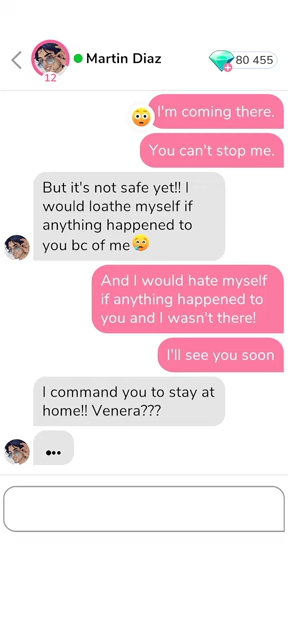 Martin Diaz
80 455
12
I'm coming there.
You can't stop me.
But it's not safe yet!! I
would loathe myself if
anything happened to
you bc of me😥
And I would hate myself
if anything happened to
you and I wasn't there!
I'll see you soon
I command you to stay at
home!! Venera???
...